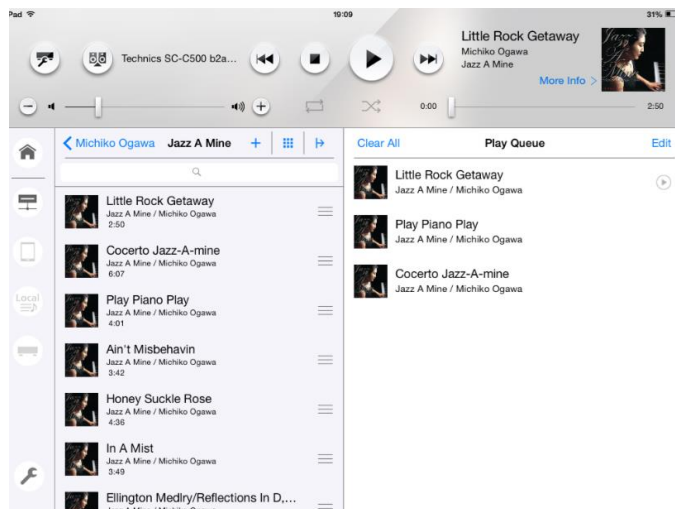 Pad
19:09
31%
Technics SC-C500 b2a...
Little Rock Getaway
Michiko Ogawa
Jazz A Mine
More Info >
0:00
2:50
Michiko Ogawa
Jazz A Mine
Clear All
Play Queue
Edit
Local
Little Rock Getaway
Jazz A Mine / Michiko Ogawa
2:50
Cocerto Jazz-A-mine
Jazz A Mine / Michiko Ogawa
6:07
Play Piano Play
Jazz A Mine / Michiko Ogawa
4:01
Ain't Misbehavin
Jazz A Mine / Michiko Ogawa
3:42
Honey Suckle Rose
Jazz A Mine / Michiko Ogawa
4:36
In A Mist
Jazz A Mine / Michiko Ogawa
3:49
Ellington Medlry/Reflections In D,...
Jazz A Mine / Michiko Ogawa
Little Rock Getaway
Jazz A Mine / Michiko Ogawa
Play Piano Play
Jazz A Mine / Michiko Ogawa
Cocerto Jazz-A-mine
Jazz A Mine / Michiko Ogawa